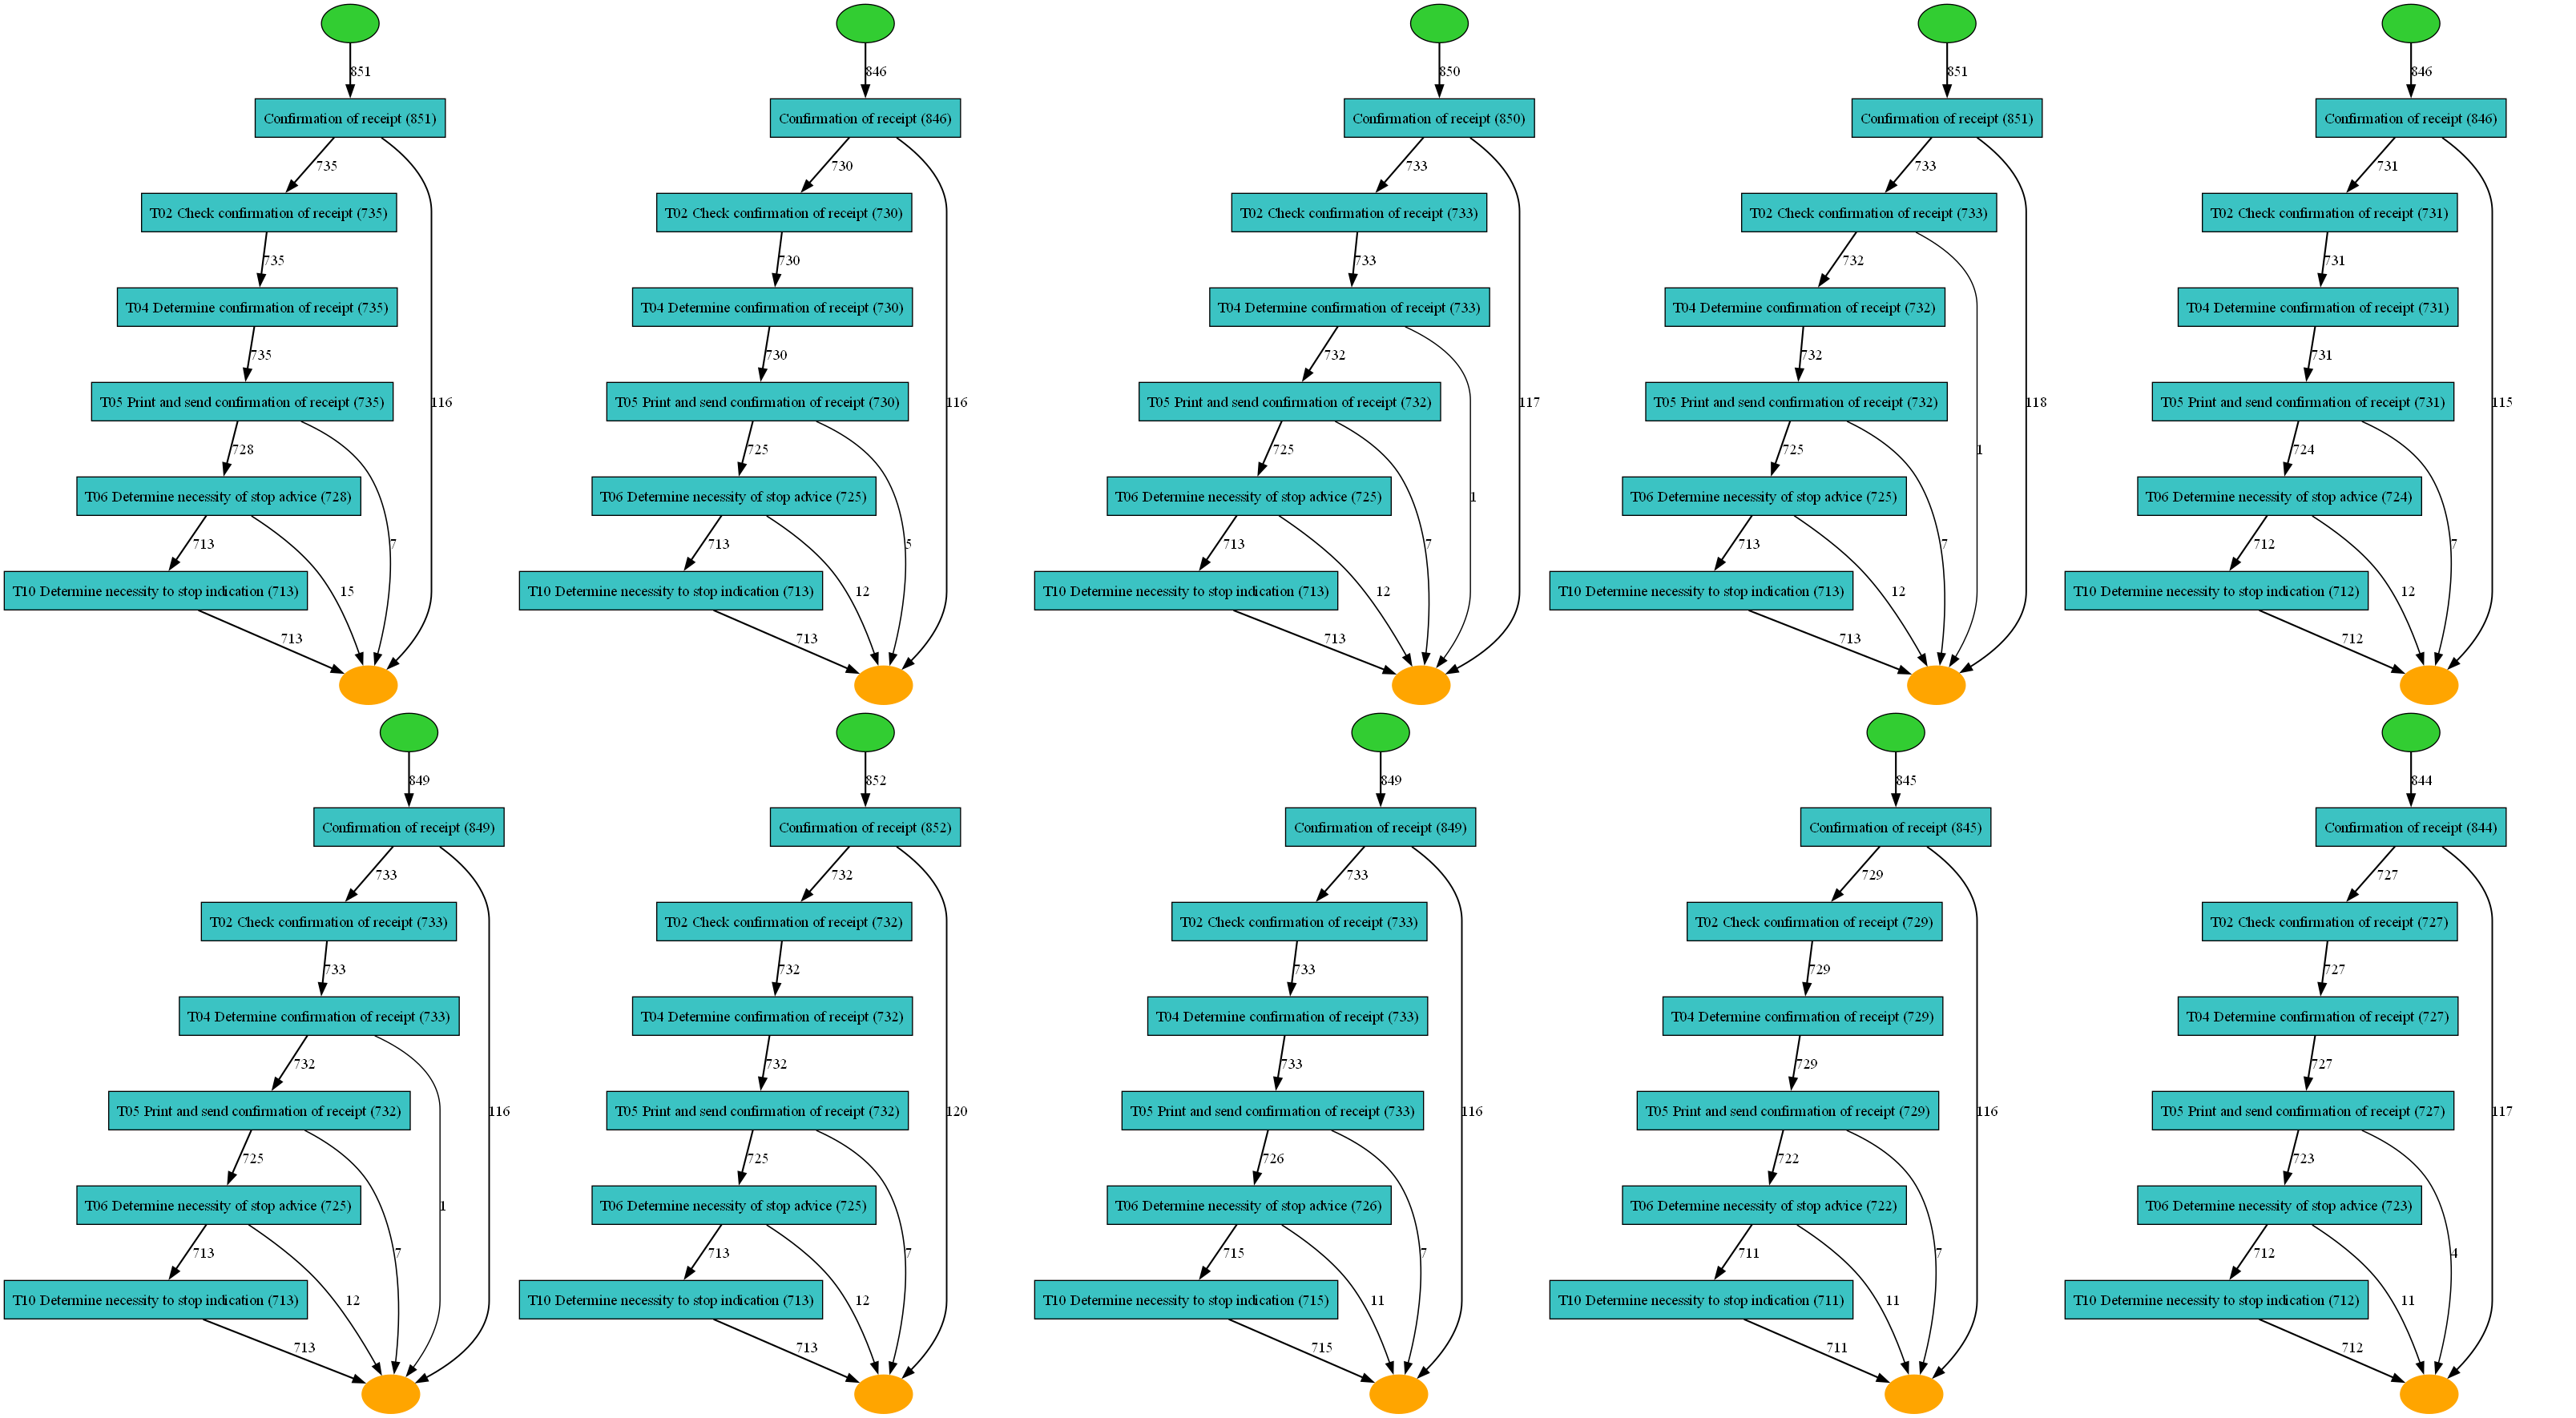 851
Confirmation of receipt (851)
735
T02 Check confirmation of receipt (735)
735
T04 Determine confirmation of receipt (735)
735
T05 Print and send confirmation of receipt (735)
116
728
7
T06 Determine necessity of stop advice (728)
713
15
T10 Determine necessity to stop indication (713)
713
846
Confirmation of receipt (846)
730
T02 Check confirmation of receipt (730)
730
T04 Determine confirmation of receipt (730)
730
T05 Print and send confirmation of receipt (730)
116
725
5
T06 Determine necessity of stop advice (725)
713
12
T10 Determine necessity to stop indication (713)
713
850
Confirmation of receipt (850)
733
T02 Check confirmation of receipt (733)
733
T04 Determine confirmation of receipt (733)
732
T05 Print and send confirmation of receipt (732)
117
725
1
T06 Determine necessity of stop advice (725)
713
7
12
T10 Determine necessity to stop indication (713)
713
851
Confirmation of receipt (851)
733
T02 Check confirmation of receipt (733)
732
T04 Determine confirmation of receipt (732)
732
T05 Print and send confirmation of receipt (732)
118
725
1
T06 Determine necessity of stop advice (725)
713
7
12
T10 Determine necessity to stop indication (713)
713
846
Confirmation of receipt (846)
731
T02 Check confirmation of receipt (731)
731
T04 Determine confirmation of receipt (731)
731
T05 Print and send confirmation of receipt (731)
115
724
7
T06 Determine necessity of stop advice (724)
712
12
T10 Determine necessity to stop indication (712)
712
849
Confirmation of receipt (849)
733
T02 Check confirmation of receipt (733)
733
T04 Determine confirmation of receipt (733)
732
T05 Print and send confirmation of receipt (732)
116
725
1
T06 Determine necessity of stop advice (725)
713
7
12
T10 Determine necessity to stop indication (713)
713
852
Confirmation of receipt (852)
732
T02 Check confirmation of receipt (732)
732
T04 Determine confirmation of receipt (732)
732
T05 Print and send confirmation of receipt (732)
120
725
7
T06 Determine necessity of stop advice (725)
713
12
T10 Determine necessity to stop indication (713)
713
849
Confirmation of receipt (849)
733
T02 Check confirmation of receipt (733)
733
T04 Determine confirmation of receipt (733)
733
T05 Print and send confirmation of receipt (733)
116
726
7
T06 Determine necessity of stop advice (726)
715
11
T10 Determine necessity to stop indication (715)
715
845
Confirmation of receipt (845)
729
T02 Check confirmation of receipt (729)
729
T04 Determine confirmation of receipt (729)
729
T05 Print and send confirmation of receipt (729)
116
722
7
T06 Determine necessity of stop advice (722)
711
11
T10 Determine necessity to stop indication (711)
711
844
Confirmation of receipt (844)
727
T02 Check confirmation of receipt (727)
727
T04 Determine confirmation of receipt (727)
727
T05 Print and send confirmation of receipt (727)
117
723
4
T06 Determine necessity of stop advice (723)
712
11
T10 Determine necessity to stop indication (712)
712